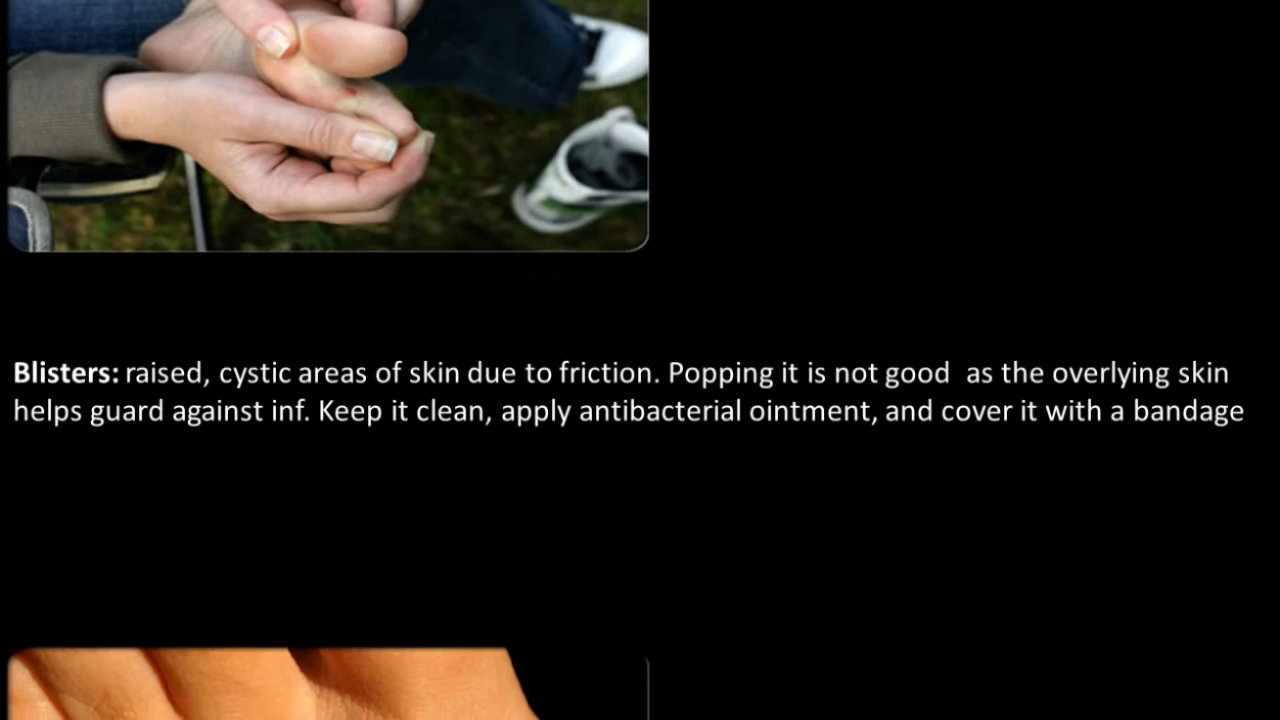 Blisters: raised, cystic areas of skin due to friction. Popping it is not good  as the overlying skin
helps guard against inf. Keep it clean, apply antibacterial ointment, and cover it with a bandage